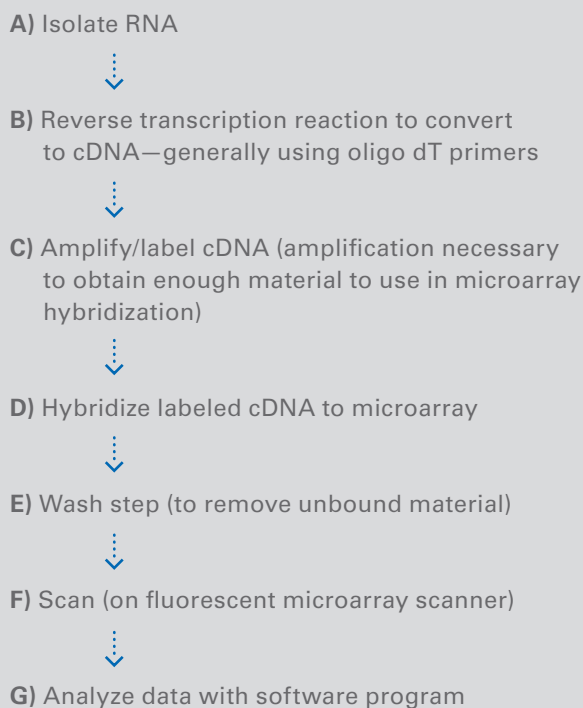 A) Isolate RNA
B) Reverse transcription reaction to convert
to cDNA—generally using oligo dT primers
C) Amplify/label cDNA (amplification necessary
to obtain enough material to use in microarray
hybridization)
D) Hybridize labeled cDNA to microarray
E) Wash step (to remove unbound material)
F) Scan (on fluorescent microarray scanner)
G) Analyze data with software program